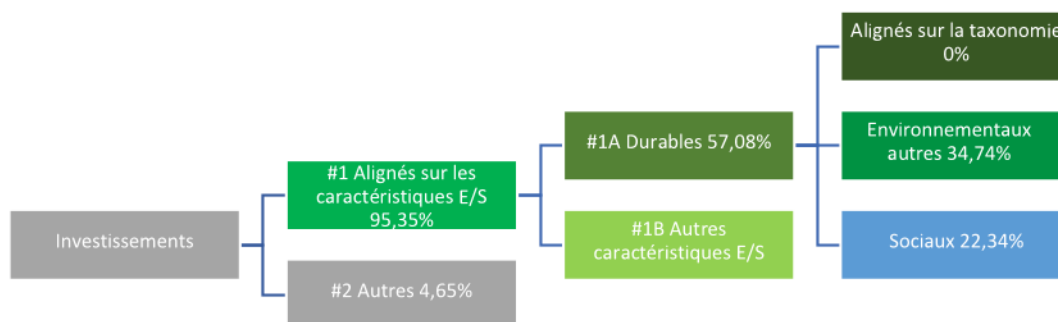 Investissements
#1 Alignés sur les
caractéristiques E/S
95,35%
#2 Autres 4,65%
#1A Durables 57,08%
#1B Autres
caractéristiques E/S
Alignés sur la taxonomie
0%
Environnementaux
autres 34,74%
Sociaux 22,34%